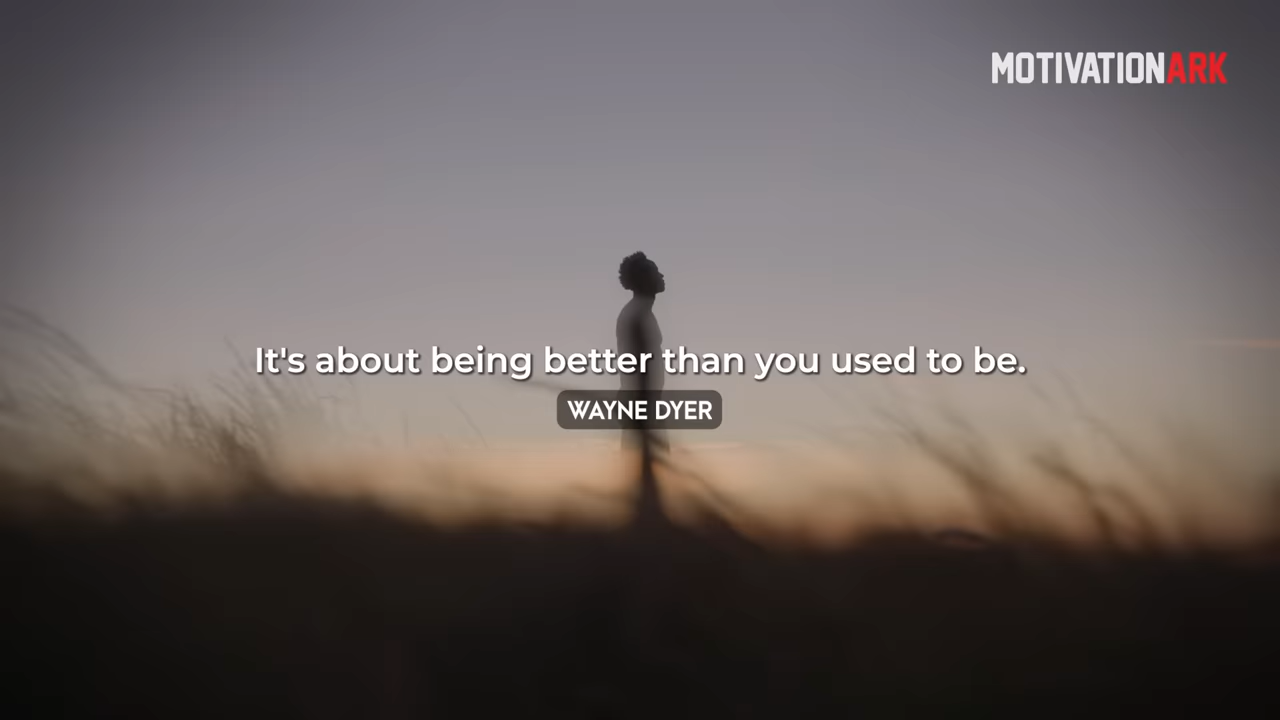 MOTIVATIONARK
It's about being better than you used to be.
WAYNE DYER